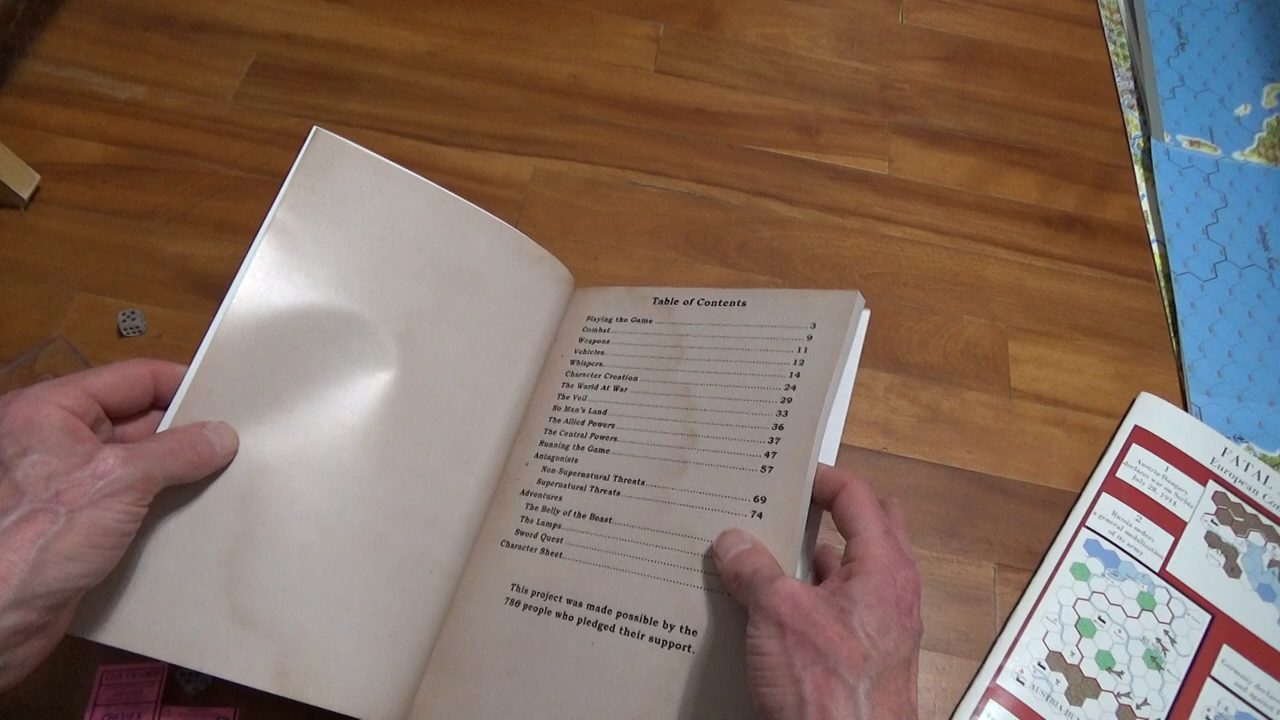 Table of Contents
Playing the Game 3
Combat 9
Weapons 11
Vehicles 12
Whispers 14
Character Creation 24
The World At War 29
The Veil 33
No Man's Land 36
The Allied Powers 37
The Central Powers 47
Running the Game 57
Antagonists
Non-Supernatural Threats 69
Supernatural Threats 74
Adventures
The Belly of the Beast
The Lamps
Sword Quest
Character Sheet
This project was made possible by the
786 people who pledged their support.
FATAL
European
1
Austria-Hungary
declares war on Serbia
July 28, 1914
2
Russia orders
a general mobilization
of its army